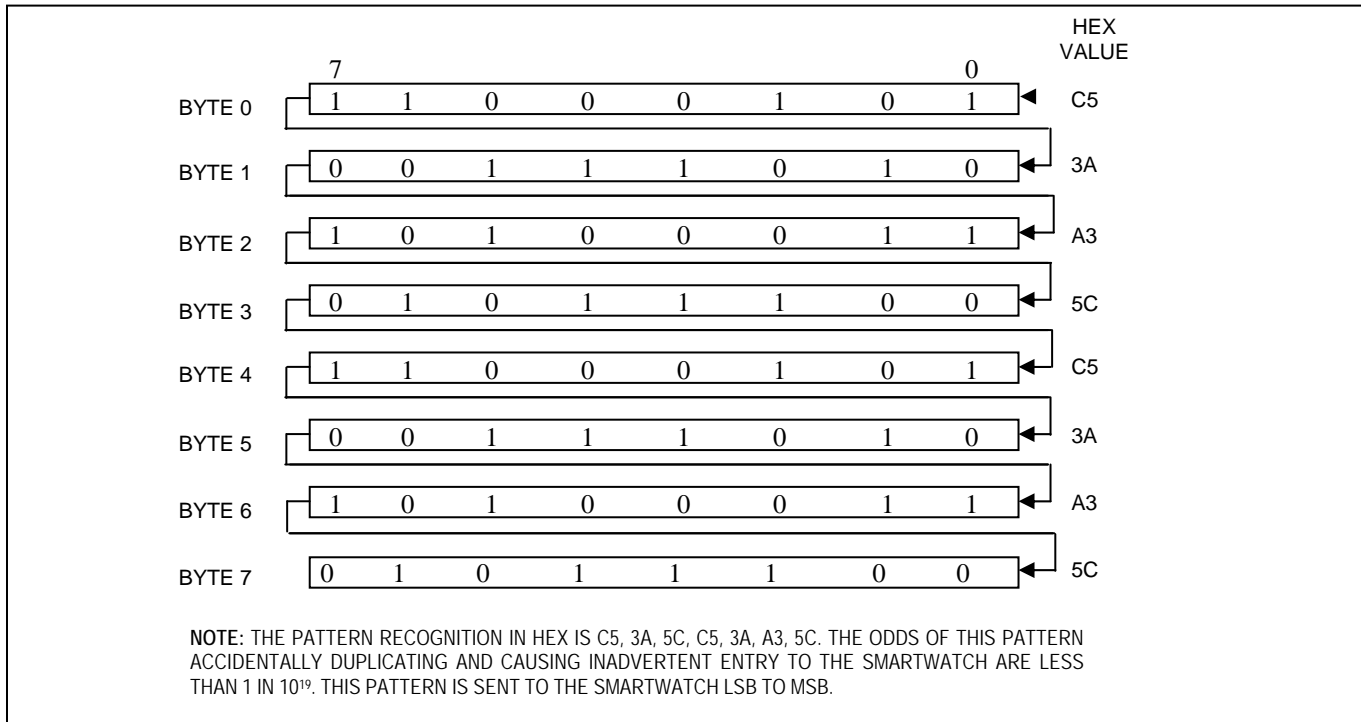 HEX
VALUE
7 0
BYTE 0 1 1 0 0 0 1 0 1 C5
BYTE 1 0 0 1 1 1 0 1 0 3A
BYTE 2 1 0 1 0 0 0 1 1 A3
BYTE 3 0 1 0 1 1 1 0 0 5C
BYTE 4 1 1 0 0 0 1 0 1 C5
BYTE 5 0 0 1 1 1 0 1 0 3A
BYTE 6 1 0 1 0 0 0 1 1 A3
BYTE 7 0 1 0 1 1 1 0 0 5C
NOTE: THE PATTERN RECOGNITION IN HEX IS C5, 3A, 5C, C5, 3A, A3, 5C. THE ODDS OF THIS PATTERN
ACCIDENTALLY DUPLICATING AND CAUSING INADVERTENT ENTRY TO THE SMARTWATCH ARE LESS
THAN 1 IN 10¹⁹. THIS PATTERN IS SENT TO THE SMARTWATCH LSB TO MSB.